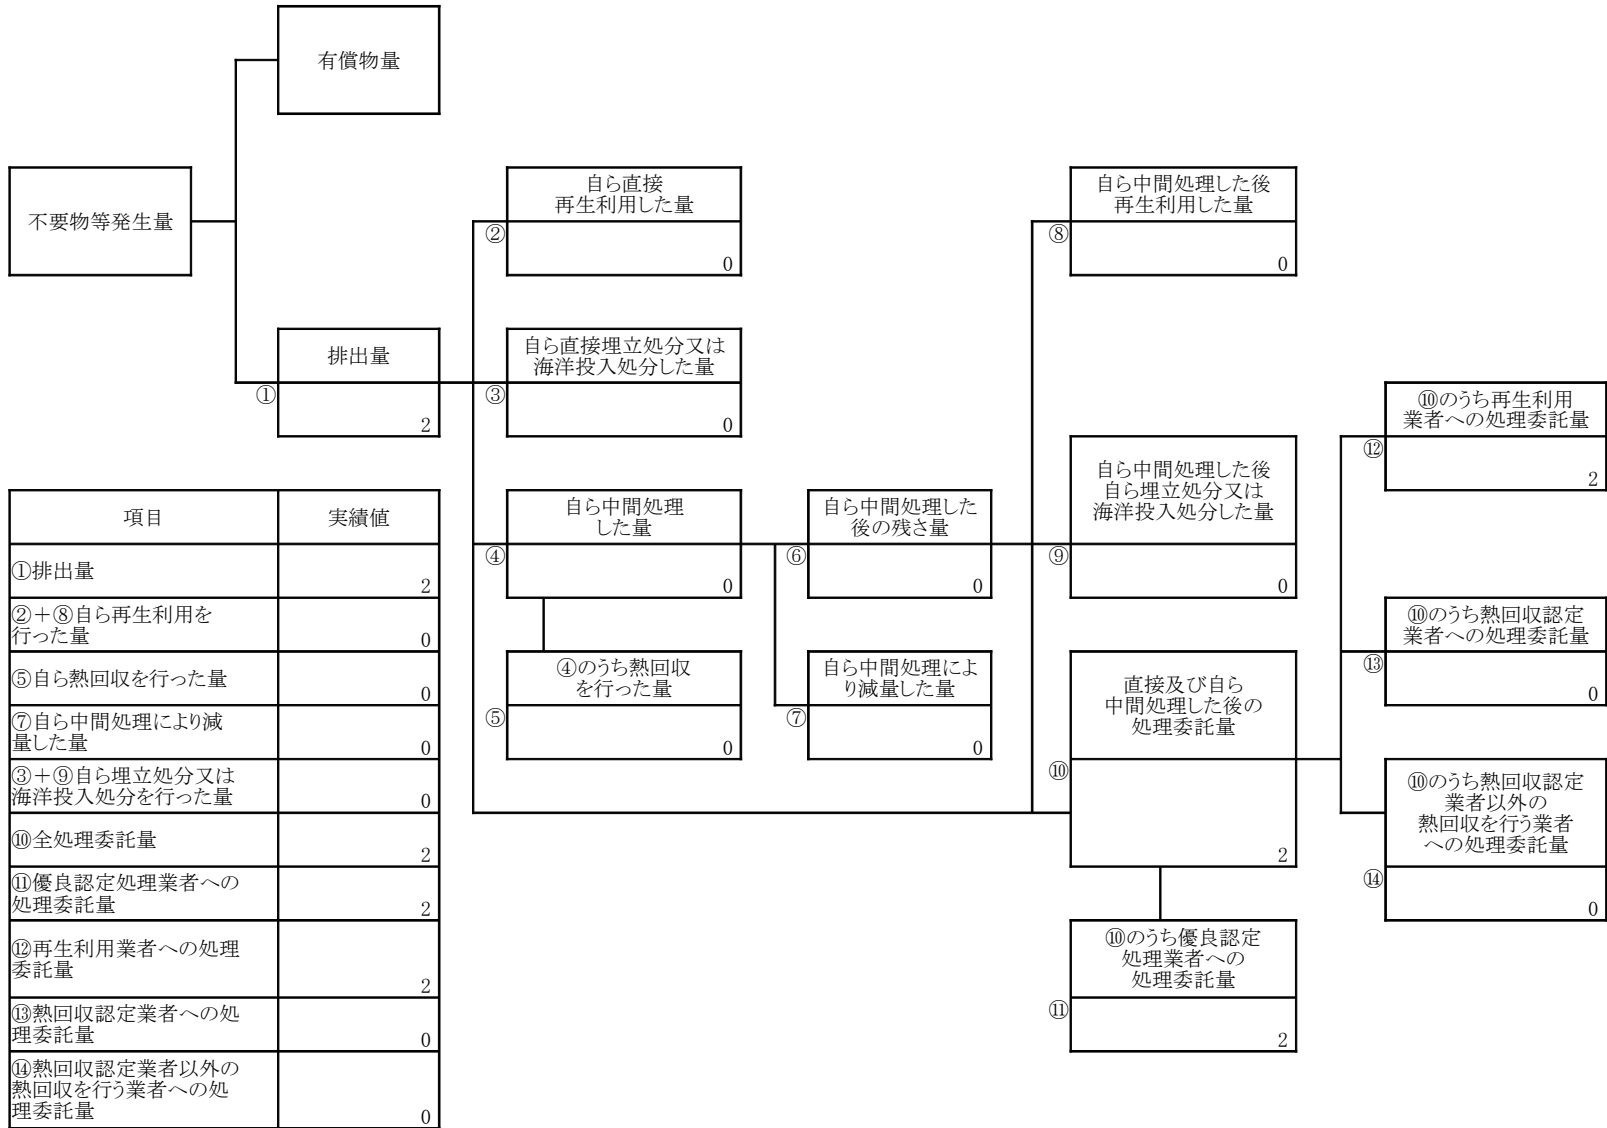 有償物量
不要物等発生量
自ら直接
再生利用した量
②
0
自ら中間処理した後
再生利用した量
⑧
0
排出量
①
2
自ら直接埋立処分又は
海洋投入処分した量
③
0
⑩のうち再生利用
業者への処理委託量
⑫
2
自ら中間処理
した量
④
0
自ら中間処理した
後の残さ量
⑥
0
自ら中間処理した後
自ら埋立処分又は
海洋投入処分した量
⑨
0
④のうち熱回収
を行った量
⑤
0
自ら中間処理によ
り減量した量
⑦
0
直接及び自ら
中間処理した後の
処理委託量
⑩
2
⑩のうち熱回収認定
業者への処理委託量
⑬
0
⑩のうち熱回収認定
業者以外の
熱回収を行う業者
への処理委託量
⑭
0
⑩のうち優良認定
処理業者への
処理委託量
⑪
2
項目 実績値
①排出量
2
②＋⑧自ら再生利用を
行った量
0
⑤自ら熱回収を行った量
0
⑦自ら中間処理により減
量した量
0
③＋⑨自ら埋立処分又は
海洋投入処分を行った量
0
⑩全処理委託量
2
⑪優良認定処理業者への
処理委託量
2
⑫再生利用業者への処理
委託量
2
⑬熱回収認定業者への処
理委託量
0
⑭熱回収認定業者以外の
熱回収を行う業者への処
理委託量
0